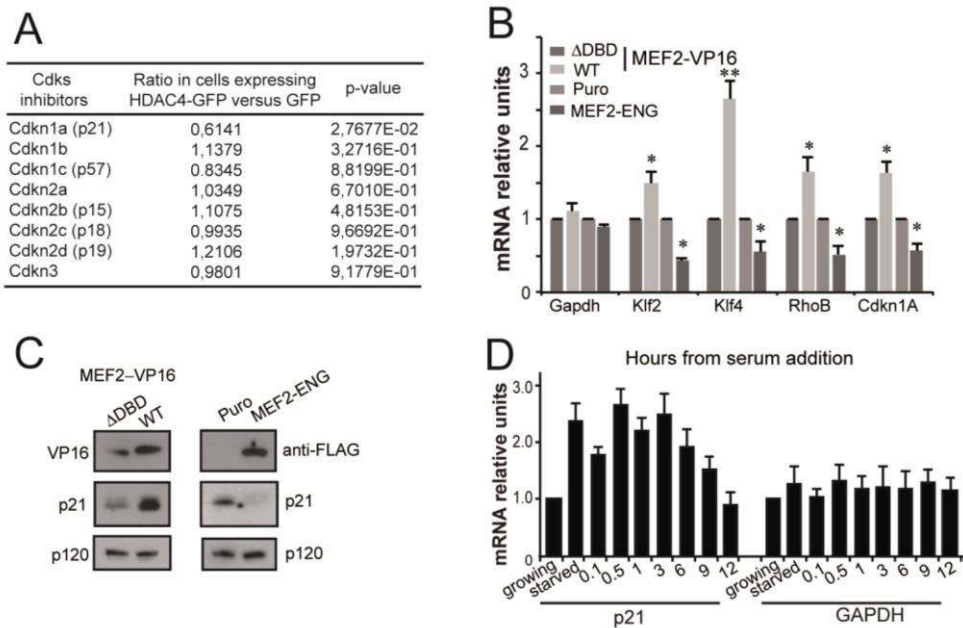 A
Cdks inhibitors | Ratio in cells expressing HDAC4-GFP versus GFP | p-value
Cdkn1a (p21) 0,6141 2,7677E-02
Cdkn1b 1,1379 3,2716E-01
Cdkn1c (p57) 0.8345 8,8199E-01
Cdkn2a 1,0349 6,7010E-01
Cdkn2b (p15) 1,1075 4,8153E-01
Cdkn2c (p18) 0,9935 9,6692E-01
Cdkn2d (p19) 1,2106 1,9732E-01
Cdkn3 0,9801 9,1779E-01
B
mRNA relative units
3
2
1
0
ΔDBD
WT
MEF2-VP16
Puro
MEF2-ENG
* * ** * * * * *
Gapdh Klf2 Klf4 RhoB Cdkn1A
C
MEF2–VP16
ΔDBD WT Puro MEF2-ENG
VP16 anti-FLAG
p21 p21
p120 p120
D
Hours from serum addition
mRNA relative units
3.0
2.0
1.0
growing starved 0.1 0.5 1 3 6 9 12 growing starved 0.1 0.5 1 3 6 9 12
p21 GAPDH